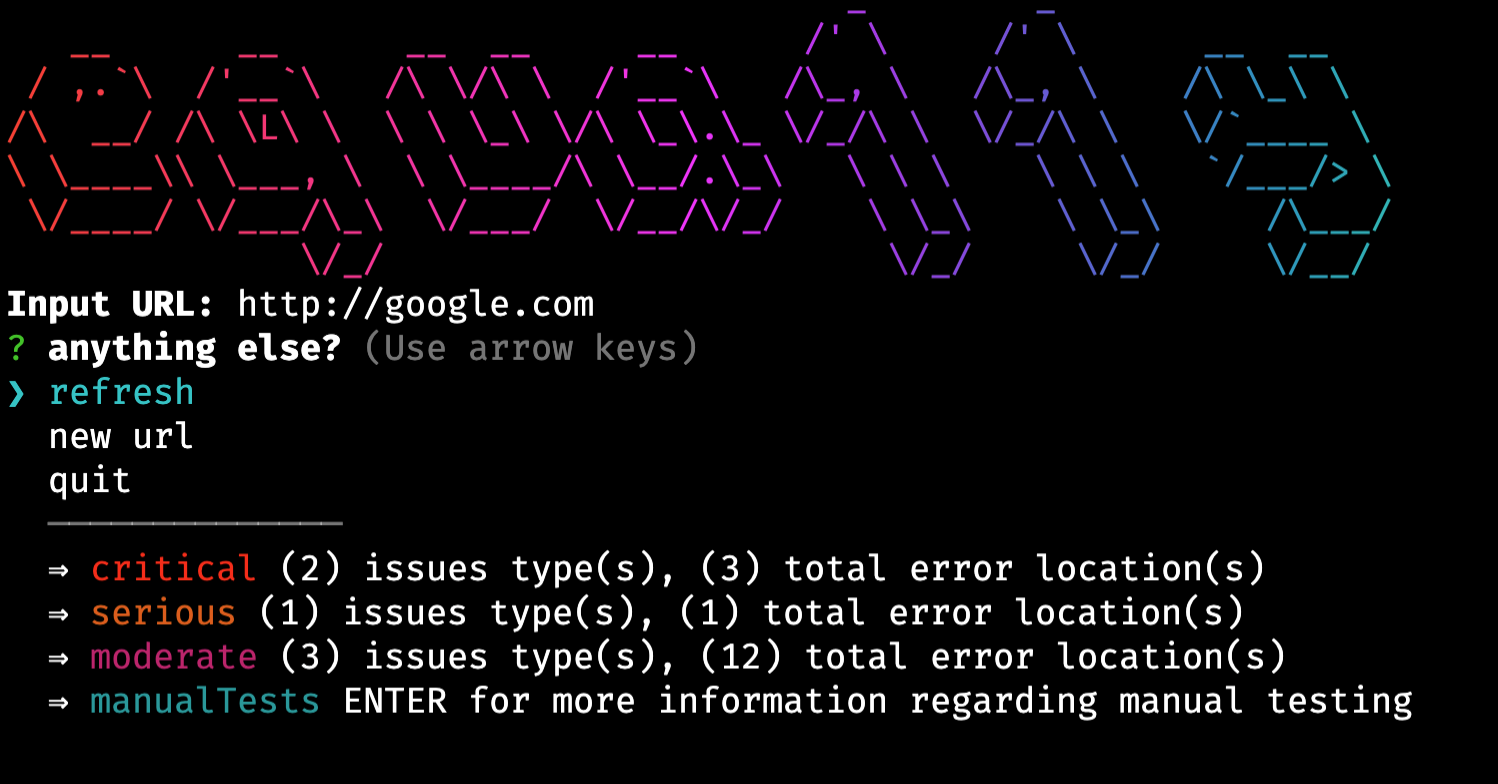 equa11y
Input URL: http://google.com
? anything else? (Use arrow keys)
❯ refresh
new url
quit
⇒ critical (2) issues type(s), (3) total error location(s)
⇒ serious (1) issues type(s), (1) total error location(s)
⇒ moderate (3) issues type(s), (12) total error location(s)
⇒ manualTests ENTER for more information regarding manual testing